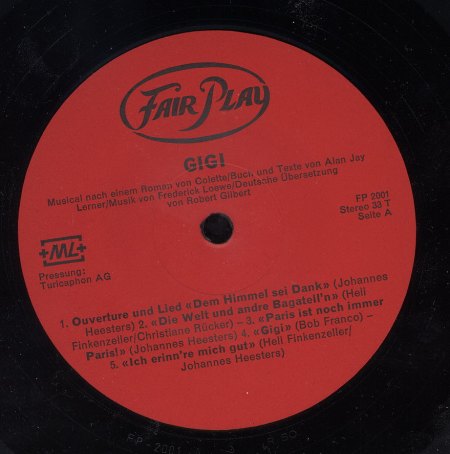 FAIR PLAY
GIGI
Musical nach einem Roman von Colette/Buch und Texte von Alan Jay
Lerner/Musik von Frederick Loewe/Deutsche Übersetzung
von Robert Gilbert
FP 2001
Stereo 33 T
Seite A
+ML+
Pressung:
Turicaphon AG
1. Ouverture und Lied «Dem Himmel sei Dank» (Johannes
Heesters) 2. «Die Welt und andre Bagatell'n» (Heli
Finkenzeller/Christiane Rücker) – 3. «Paris ist noch immer
Paris!» (Johannes Heesters) 4. «Gigi» (Bob Franco) –
5. «Ich erinn're mich gut» (Heli Finkenzeller/
Johannes Heesters)
FP-2001